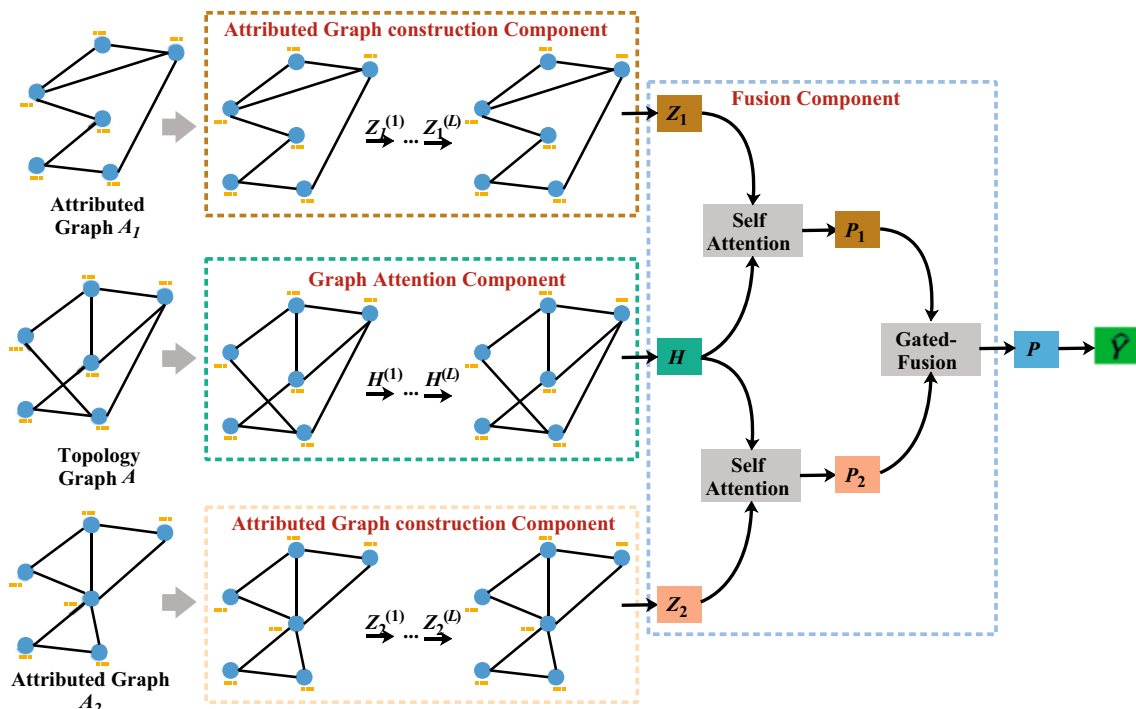 Attributed Graph construction Component
Z₁⁽¹⁾ ... Z₁⁽ᴸ⁾
Attributed
Graph A₁
Graph Attention Component
H⁽¹⁾ ... H⁽ᴸ⁾
Topology
Graph A
Attributed Graph construction Component
Z₂⁽¹⁾ ... Z₂⁽ᴸ⁾
Attributed Graph
A₂
Fusion Component
Z₁
Self
Attention
P₁
H
Gated-
Fusion
P
Ŷ
Self
Attention
P₂
Z₂